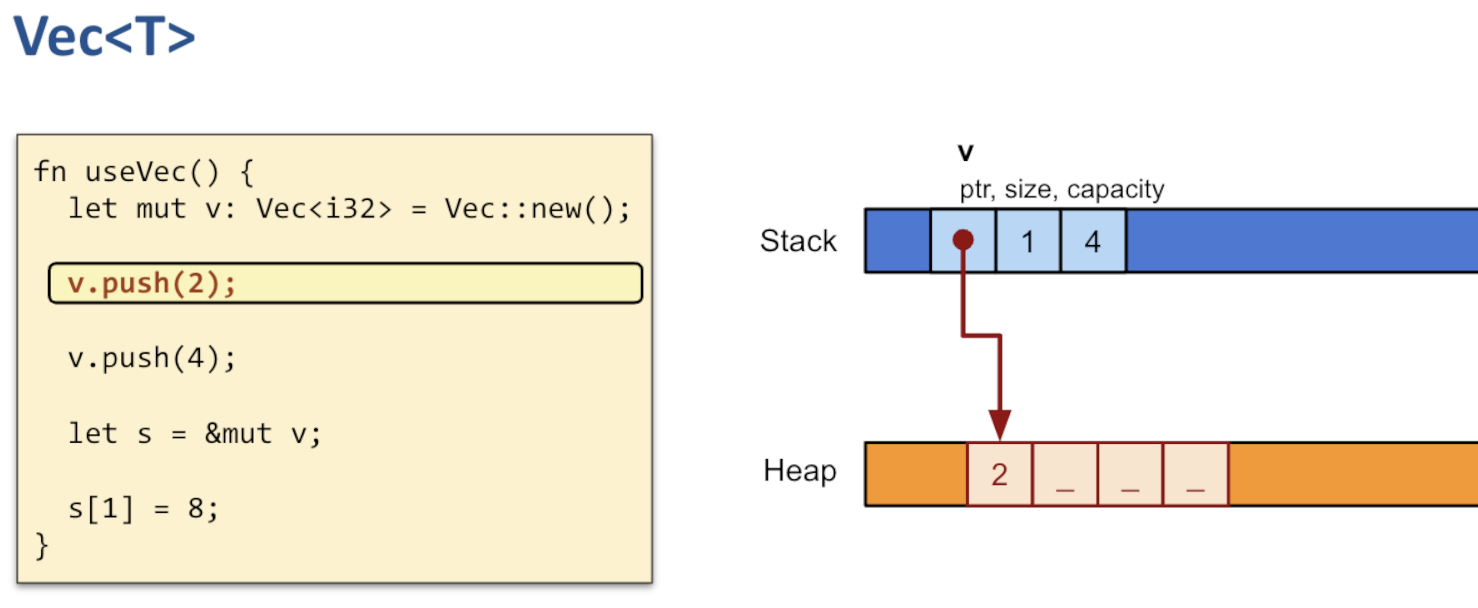 Vec<T>
fn useVec() {
let mut v: Vec<i32> = Vec::new();
v.push(2);
v.push(4);
let s = &mut v;
s[1] = 8;
}
v
ptr, size, capacity
Stack
1 4
Heap
2 _ _ _